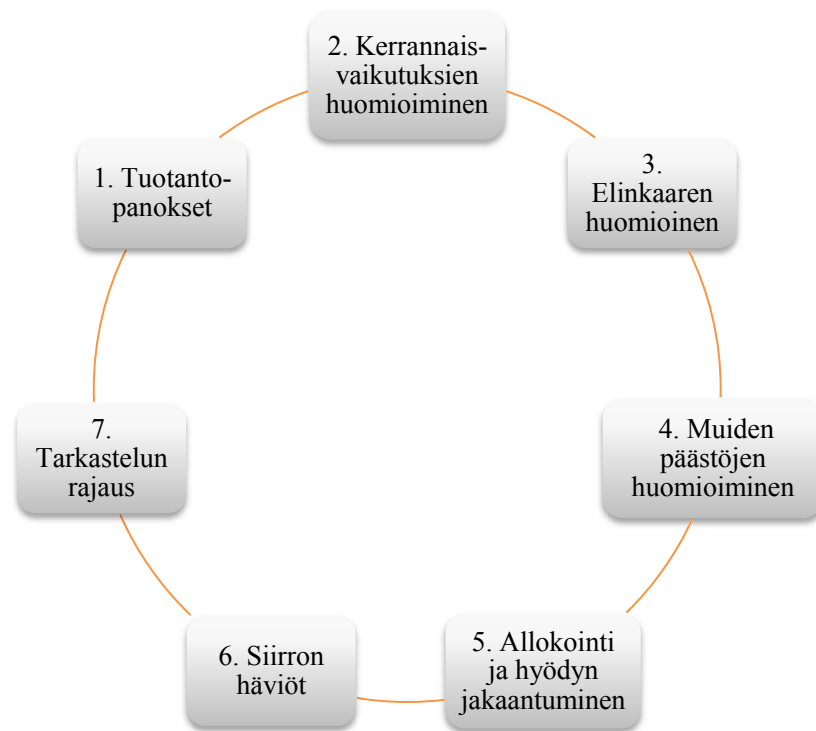 1. Tuotanto-
panokset
2. Kerrannais-
vaikutuksien
huomioiminen
3.
Elinkaaren
huomioinen
4. Muiden
päästöjen
huomioiminen
5. Allokointi
ja hyödyn
jakaantuminen
6. Siirron
häviöt
7.
Tarkastelun
rajaus